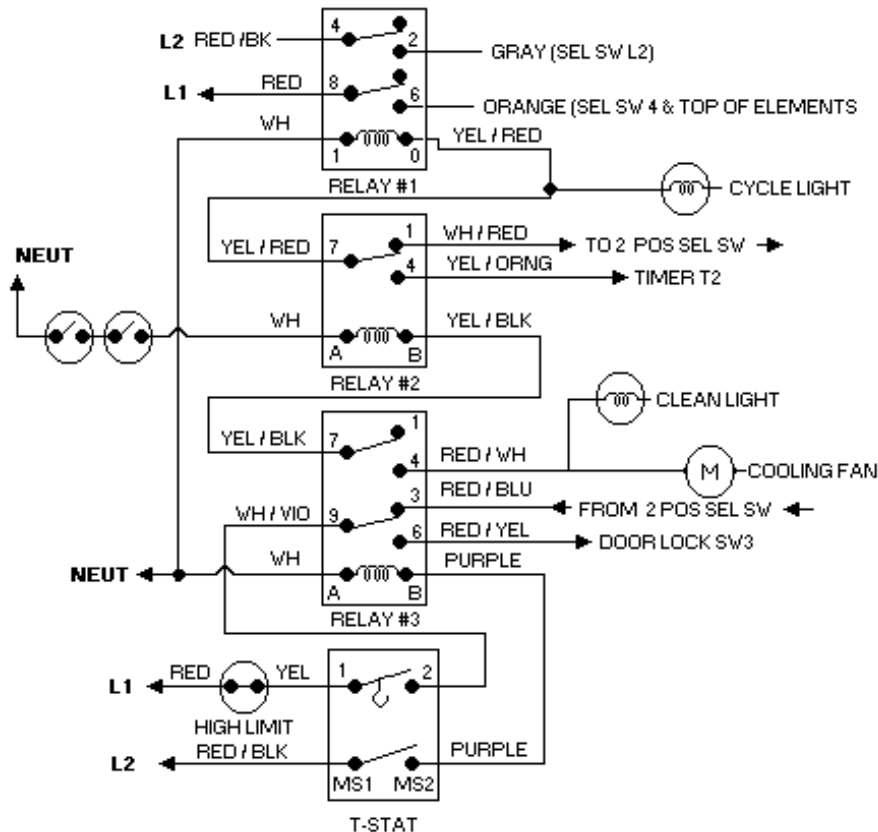 4
L2 RED /BK
2
GRAY (SEL SW L2)
L1
RED
8
6
ORANGE (SEL SW 4 & TOP OF ELEMENTS
WH
YEL / RED
1
0
RELAY #1
CYCLE LIGHT
1
WH / RED
TO 2 POS SEL SW
YEL / RED
7
4
YEL / ORNG
TIMER T2
NEUT
WH
YEL / BLK
A
B
RELAY #2
CLEAN LIGHT
YEL / BLK
7
1
4
RED / WH
M
COOLING FAN
RED / BLU
WH / VIO
9
3
FROM 2 POS SEL SW
6
RED / YEL
DOOR LOCK SW3
NEUT
WH
PURPLE
A
B
RELAY #3
L1
RED
YEL
1
2
HIGH LIMIT
L2
RED / BLK
PURPLE
MS1
MS2
T-STAT